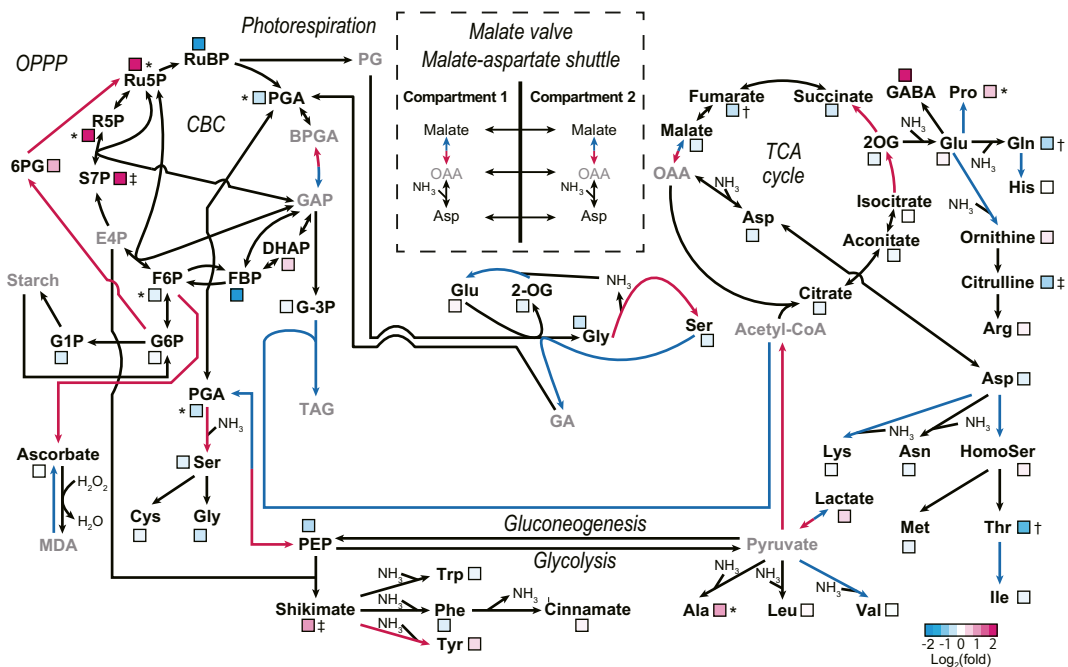 Photorespiration
Malate valve
Malate-aspartate shuttle
Compartment 1
Compartment 2
Malate
Malate
OAA
OAA
NH3
NH3
Asp
Asp
OPPP
RuBP
PG
Ru5P *
* PGA
R5P
*
CBC
BPGA
6PG
S7P ‡
GAP
E4P
DHAP
Starch
F6P
*
FBP
G-3P
G1P
G6P
PGA
*
TAG
NH3
Ascorbate
Ser
H2O2
H2O
MDA
Cys
Gly
Glu
2-OG
NH3
Gly
Ser
GA
Fumarate
†
Succinate
GABA
Pro *
Malate
2OG
NH3
Glu
NH3
Gln †
OAA
TCA
cycle
His
NH3
Asp
Isocitrate
NH3
Aconitate
Ornithine
Citrulline ‡
Citrate
Acetyl-CoA
Arg
Asp
NH3
NH3
Lys
Asn
HomoSer
Lactate
Met
Thr †
Ile
Gluconeogenesis
PEP
Pyruvate
Glycolysis
NH3
Trp
Shikimate
‡
NH3
Phe
NH3
Cinnamate
NH3
Tyr
NH3
NH3
NH3
Ala *
Leu
Val
-2 -1 0 1 2
Log2(fold)